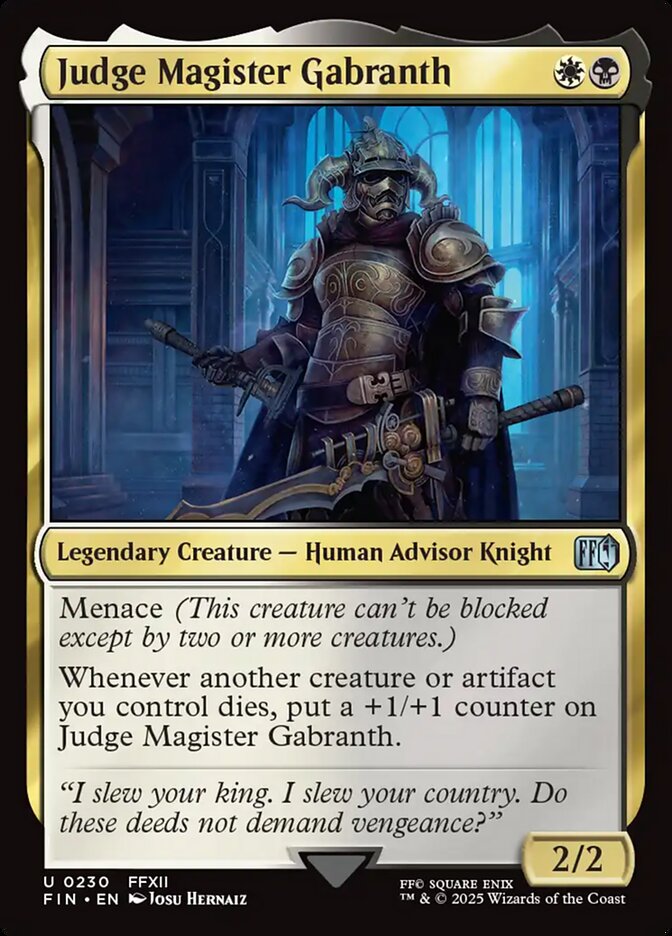 Judge Magister Gabranth
Legendary Creature — Human Advisor Knight
FF
Menace (This creature can't be blocked
except by two or more creatures.)
Whenever another creature or artifact
you control dies, put a +1/+1 counter on
Judge Magister Gabranth.
“I slew your king. I slew your country. Do
these deeds not demand vengeance?”
2/2
U 0230 FFXII
FIN • EN Josu Hernaiz
FF© SQUARE ENIX
™ & © 2025 Wizards of the Coast